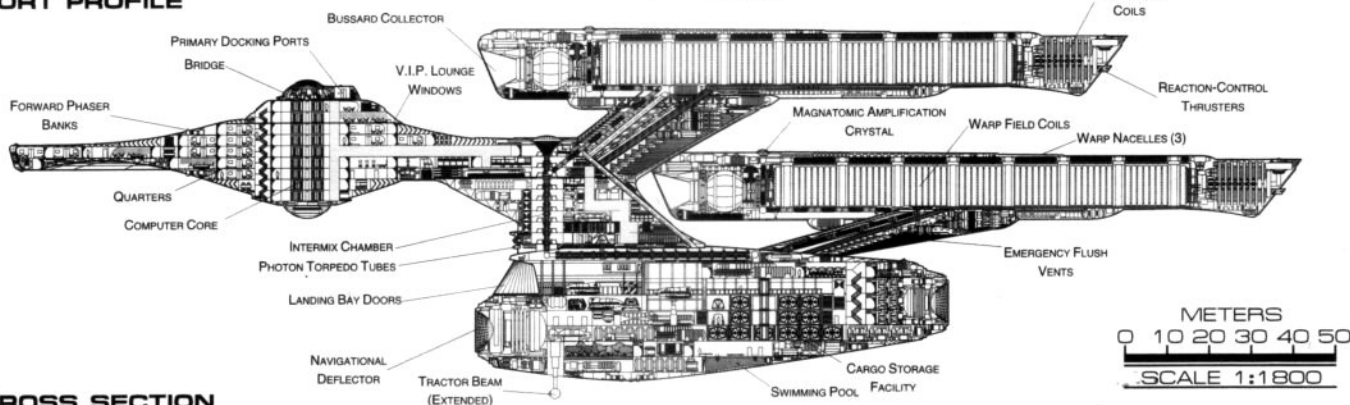 ORT PROFILE
BUSSARD COLLECTOR
COILS
PRIMARY DOCKING PORTS
BRIDGE
V.I.P. LOUNGE
WINDOWS
REACTION-CONTROL
THRUSTERS
FORWARD PHASER
BANKS
MAGNATOMIC AMPLIFICATION
CRYSTAL
WARP FIELD COILS
WARP NACELLES (3)
QUARTERS
COMPUTER CORE
INTERMIX CHAMBER
PHOTON TORPEDO TUBES
EMERGENCY FLUSH
VENTS
LANDING BAY DOORS
METERS
0 10 20 30 40 50
SCALE 1:1800
NAVIGATIONAL
DEFLECTOR
TRACTOR BEAM
(EXTENDED)
SWIMMING POOL
CARGO STORAGE
FACILITY
ROSS SECTION